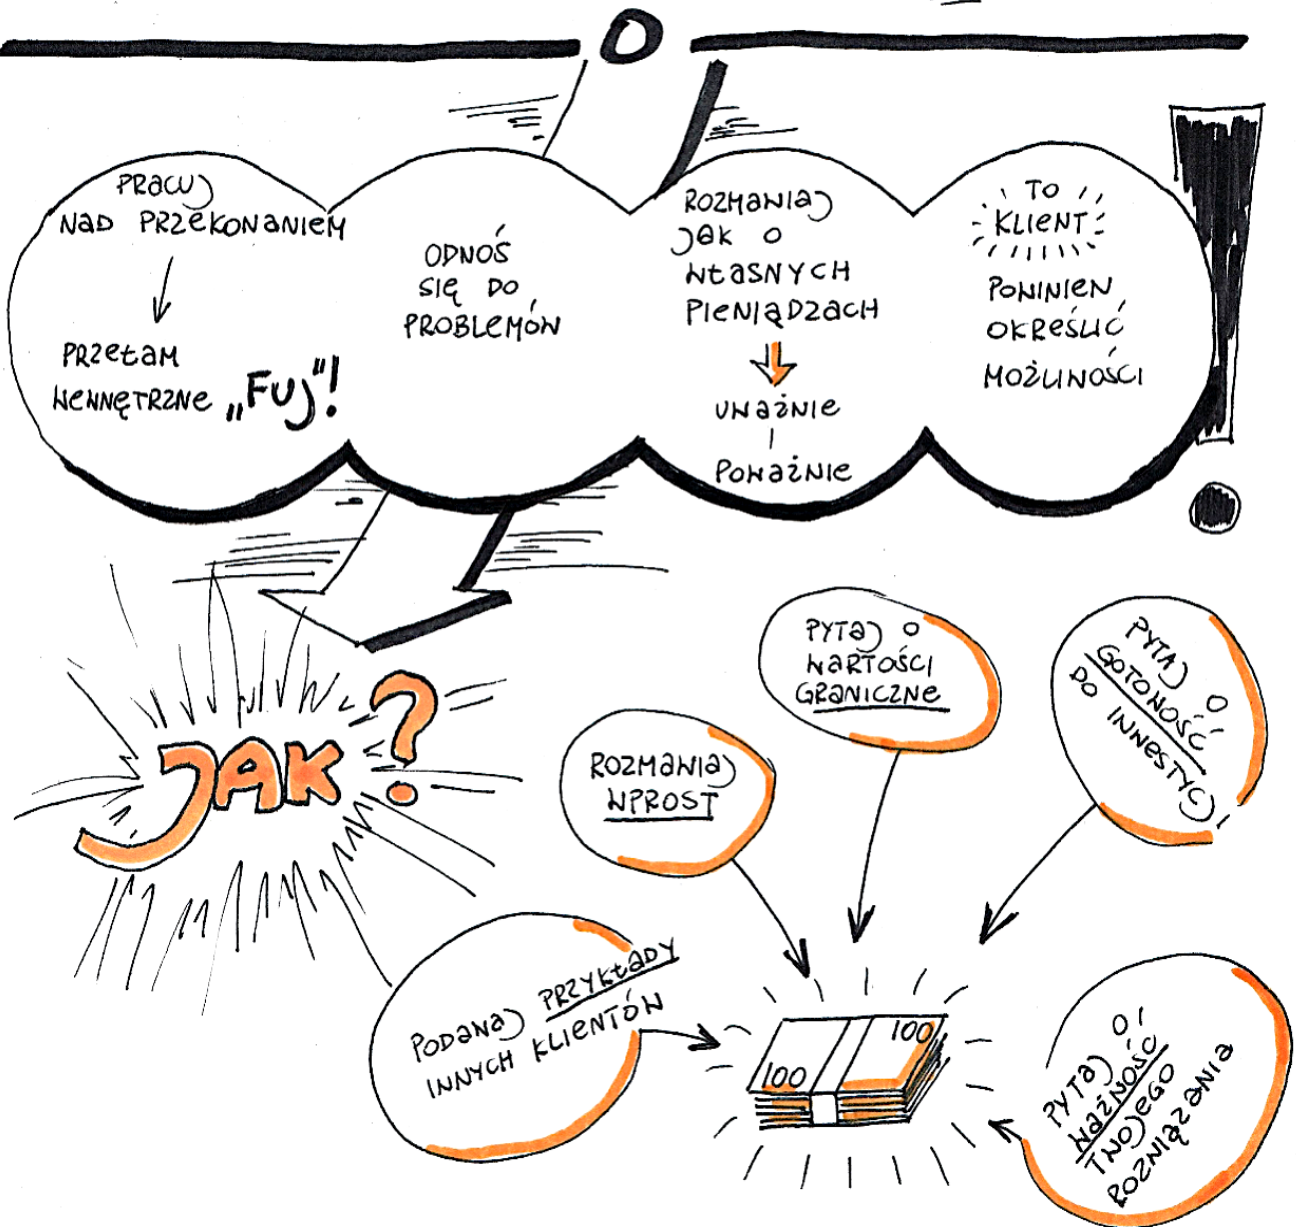 O
PRACUJ
NAD PRZEKONANIEM
PRZEŁAM
WEWNĘTRZNE „FUJ"!
ODNOŚ
SIĘ DO
PROBLEMÓW
ROZMAWIAJ
JAK O
WŁASNYCH
PIENIĄDZACH
UWAŻNIE
I
POWAŻNIE
TO
KLIENT
POWINIEN
OKREŚLIĆ
MOŻLIWOŚCI
!
JAK?
PYTAJ O
WARTOŚCI
GRANICZNE
PYTAJ O
GOTOWOŚĆ
DO INWESTYCJI
ROZMAWIAJ
WPROST
PODAWAJ PRZYKŁADY
INNYCH KLIENTÓW
100
100
PYTAJ O
WAŻNOŚĆ
TWOJEGO
ROZWIĄZANIA